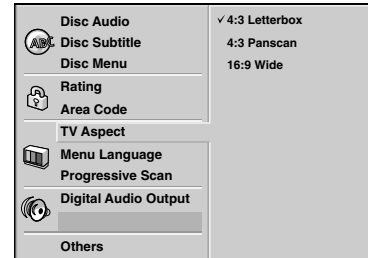 Disc Audio
ABC Disc Subtitle
Disc Menu
Rating
Area Code
TV Aspect
Menu Language
Progressive Scan
Digital Audio Output
Others
✓ 4:3 Letterbox
4:3 Panscan
16:9 Wide